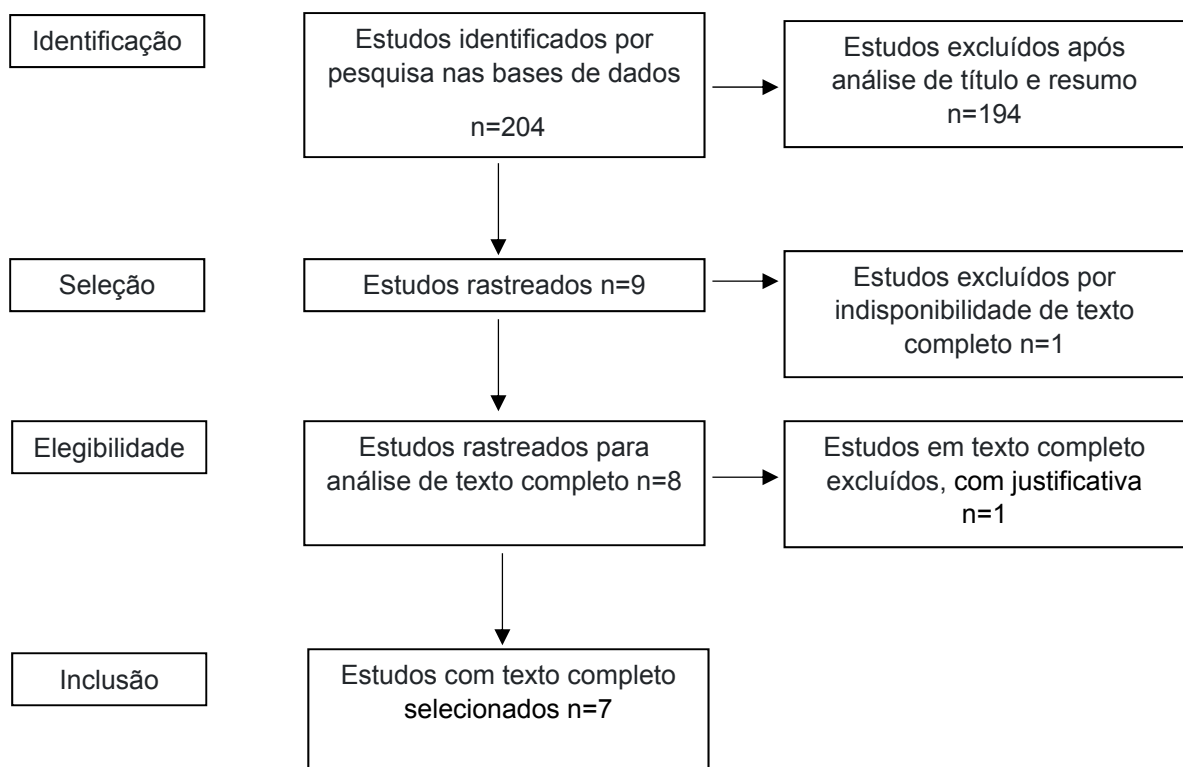 Identificação
Estudos identificados por
pesquisa nas bases de dados
n=204
Estudos excluídos após
análise de título e resumo
n=194
Seleção
Estudos rastreados n=9
Estudos excluídos por
indisponibilidade de texto
completo n=1
Elegibilidade
Estudos rastreados para
análise de texto completo n=8
Estudos em texto completo
excluídos, com justificativa
n=1
Inclusão
Estudos com texto completo
selecionados n=7